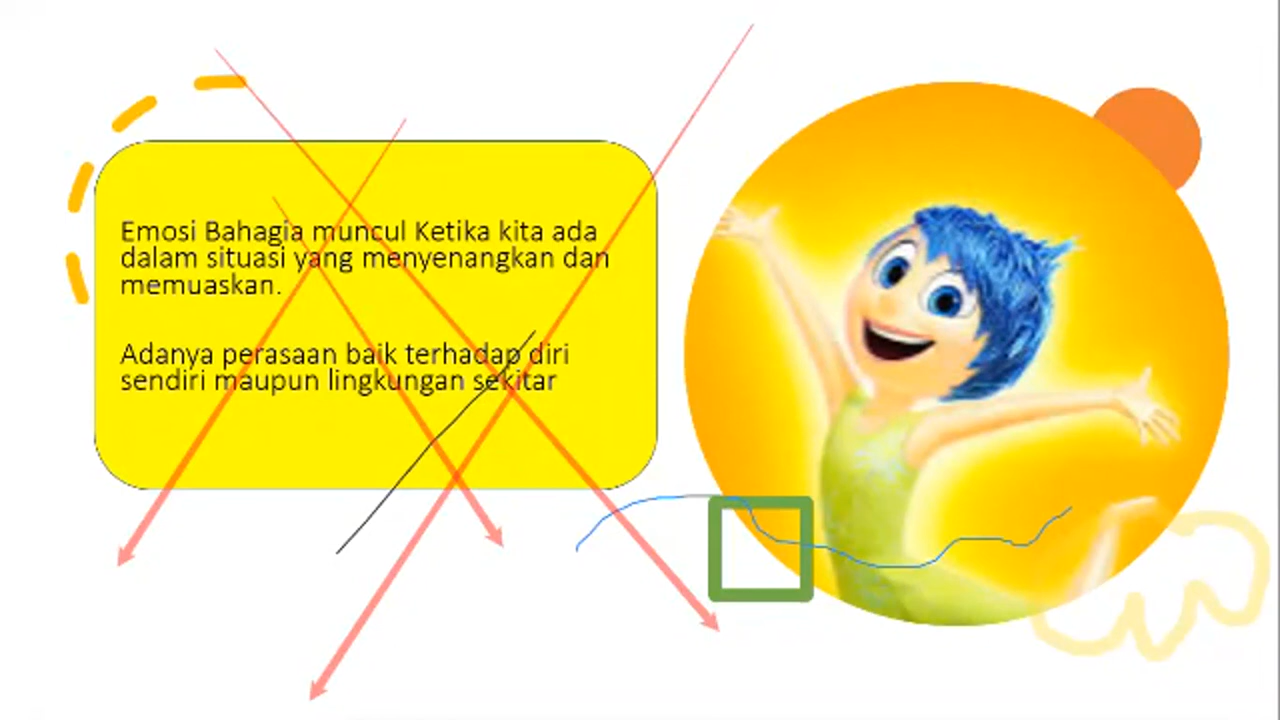 Emosi Bahagia muncul Ketika kita ada
dalam situasi yang menyenangkan dan
memuaskan.
Adanya perasaan baik terhadap diri
sendiri maupun lingkungan sekitar